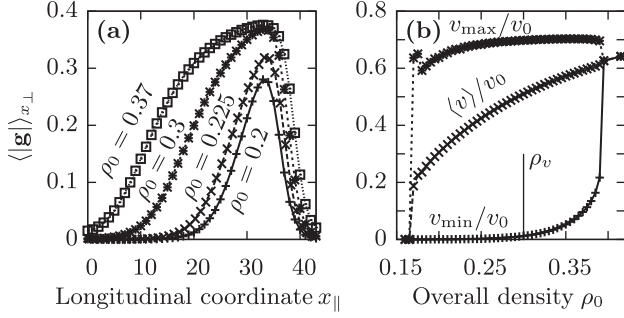 (a)
⟨|g|⟩x⊥
0.4
0.3
0.2
0.1
0
ρ0 = 0.37
ρ0 = 0.3
ρ0 = 0.225
ρ0 = 0.2
0 10 20 30 40
Longitudinal coordinate x∥
(b)
0.8
0.6
0.4
0.2
0
vmax/v0
⟨v⟩/v0
ρv
vmin/v0
0.15 0.25 0.35
Overall density ρ0